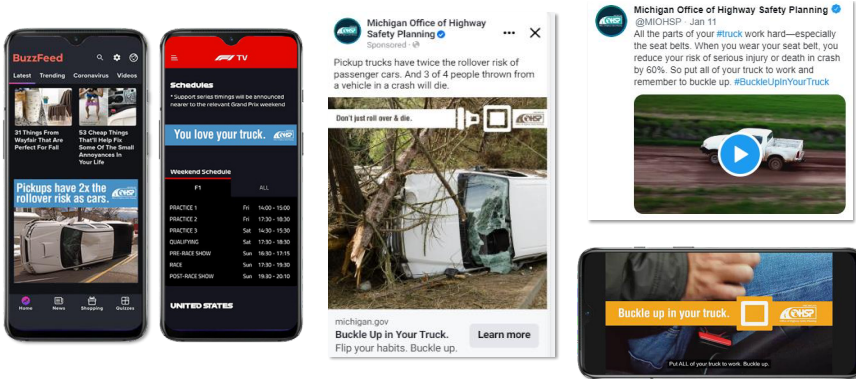 BuzzFeed
Latest Trending Coronavirus Videos
31 Things From
Wayfair That Are
Perfect For Fall
53 Cheap Things
That'll Help Fix
Some Of The Small
Annoyances In
Your Life
Pickups have 2x the
rollover risk as cars.
OHSP
Home News Shopping Quizzes
F1 TV
Schedules
* Support series timings will be announced
nearer to the relevant Grand Prix weekend
You love your truck. OHSP
Weekend Schedule
F1 ALL
PRACTICE 1 Fri 14:00 - 15:00
PRACTICE 2 Fri 17:30 - 18:30
PRACTICE 3 Sat 14:30 - 15:30
QUALIFYING Sat 17:30 - 18:30
PRE-RACE SHOW Sun 16:30 - 17:15
RACE Sun 17:30 - 19:30
POST-RACE SHOW Sun 19:30 - 20:10
UNITED STATES
Michigan Office of Highway
Safety Planning
Sponsored ·
Pickup trucks have twice the rollover risk of
passenger cars. And 3 of 4 people thrown from
a vehicle in a crash will die.
Don't just roll over & die. OHSP
michigan.gov
Buckle Up in Your Truck.
Flip your habits. Buckle up.
Learn more
Michigan Office of Highway Safety Planning
@MIOHSP · Jan 11
All the parts of your #truck work hard—especially
the seat belts. When you wear your seat belt, you
reduce your risk of serious injury or death in crash
by 60%. So put all of your truck to work and
remember to buckle up. #BuckleUpInYourTruck
Buckle up in your truck. OHSP
Put ALL of your truck to work. Buckle up.